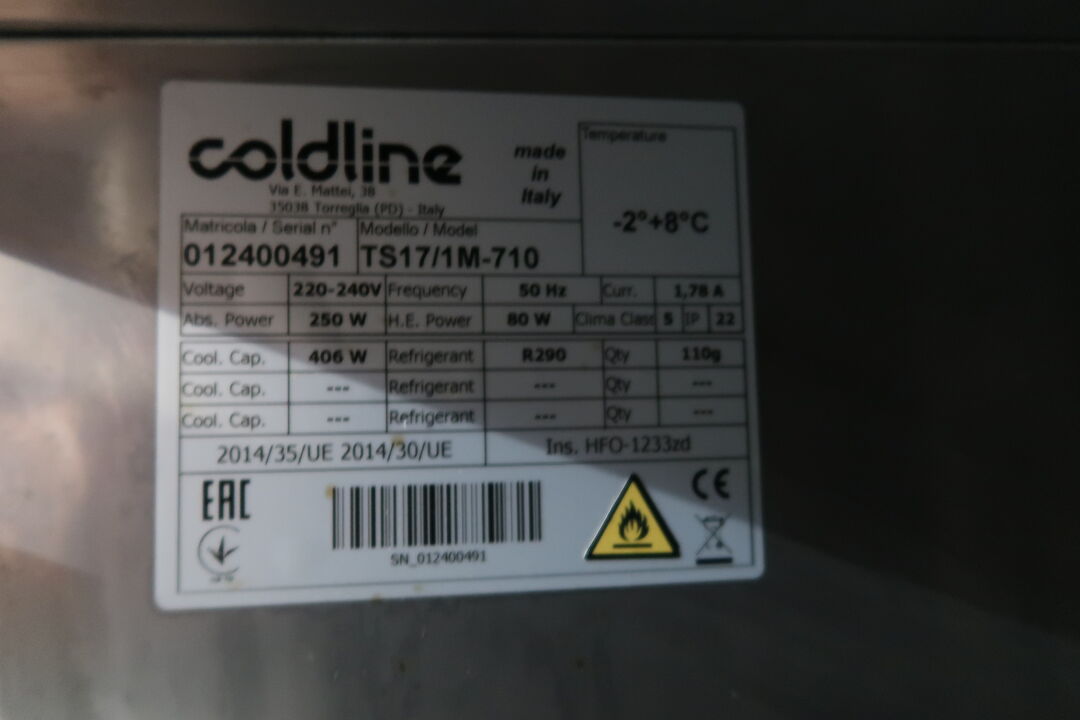 coldline
Via E. Mattei, 38
35038 Torreglia (PD) - Italy
made
in
Italy
Temperature
-2°+8°C
Matricola / Serial n° Modello / Model
012400491 TS17/1M-710
Voltage 220-240V Frequency 50 Hz Curr. 1,78 A
Abs. Power 250 W H.E. Power 80 W Clima Class 5 IP 22
Cool. Cap. 406 W Refrigerant R290 Qty 110g
Cool. Cap. --- Refrigerant --- Qty ---
Cool. Cap. --- Refrigerant --- Qty ---
2014/35/UE 2014/30/UE Ins. HFO-1233zd
EAC
CE
SN_012400491